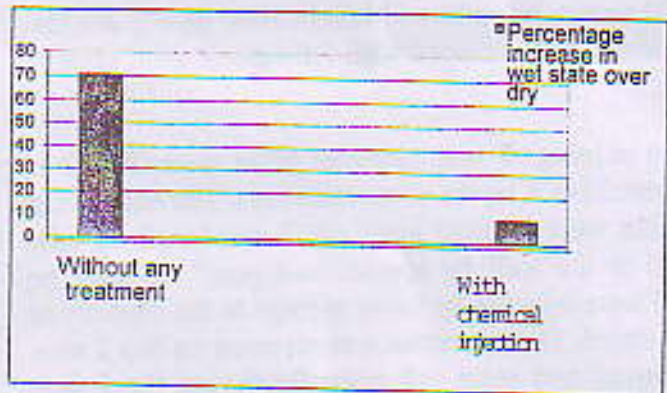 Percentage
increase in
wet state over
dry
80
70
60
50
40
30
20
10
0
Without any
treatment
With
chemical
injection